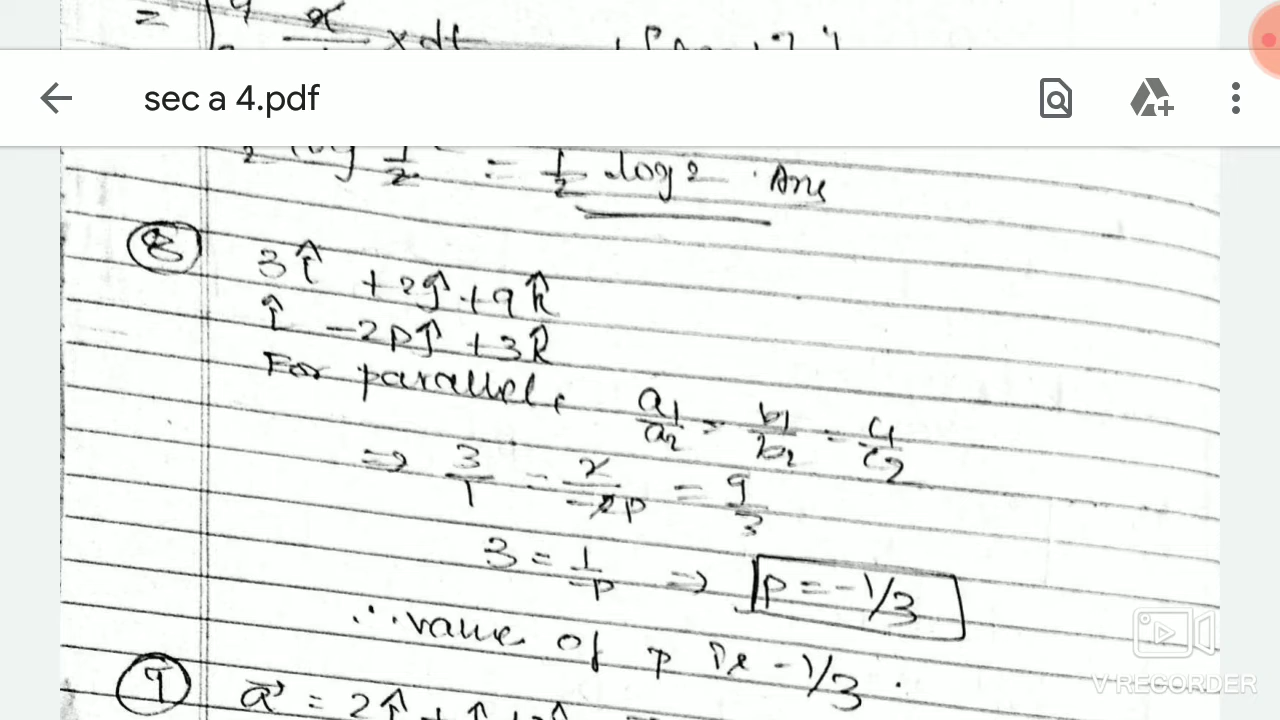 sec a 4.pdf
= 1/2 log 2 Ans
8
3î + 2ĵ + 9k̂
î - 2pĵ + 3k̂
For parallel, a1/a2 = b1/b2 = c1/c2
⇒ 3/1 = 2/-2p = 9/3
3 = 1/-p ⇒ p = -1/3
∴ value of p is -1/3.
9 a⃗ = 2î +
V RECORDER